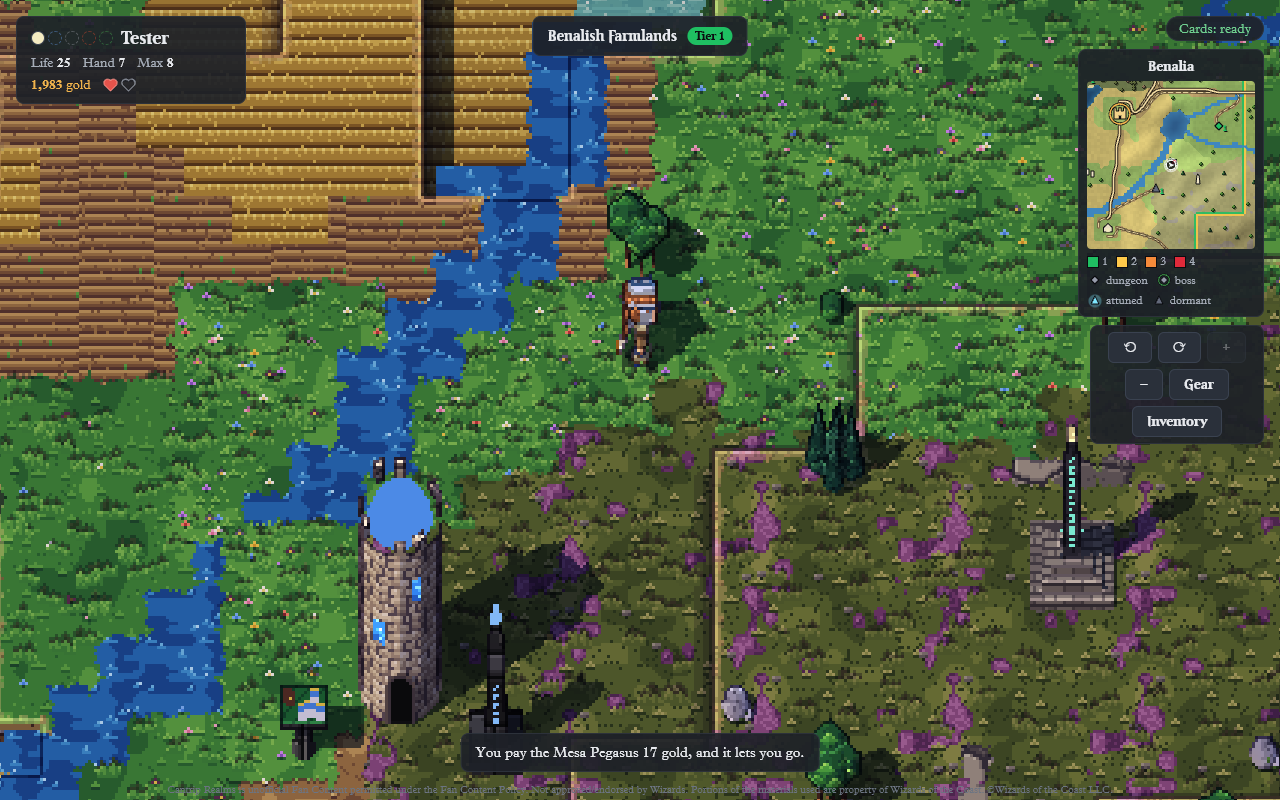 Tester
Life 25 Hand 7 Max 8
1,983 gold
Benalish Farmlands Tier 1
Cards: ready
Benalia
1 2 3 4
dungeon boss
attuned dormant
+
− Gear
Inventory
You pay the Mesa Pegasus 17 gold, and it lets you go.